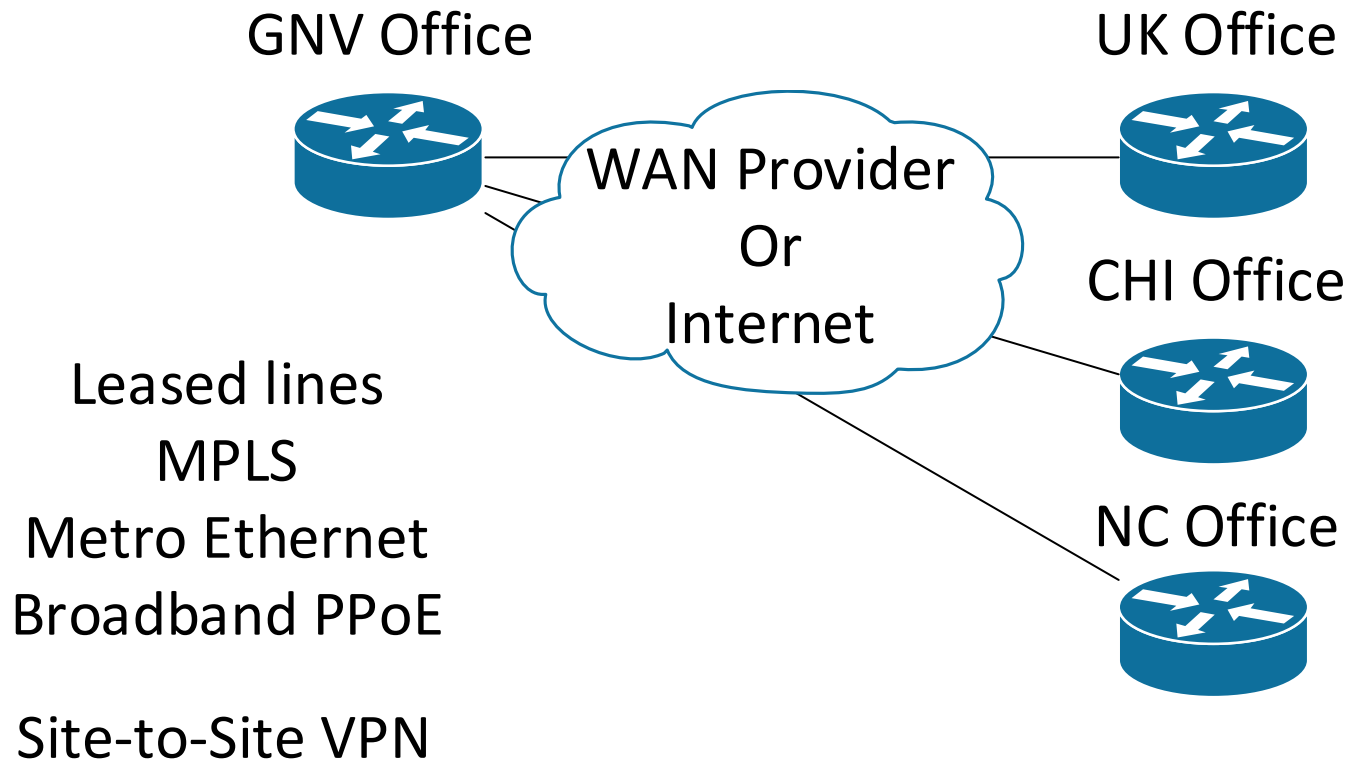 GNV Office
UK Office
WAN Provider
Or
Internet
CHI Office
Leased lines
MPLS
Metro Ethernet
NC Office
Broadband PPoE
Site-to-Site VPN